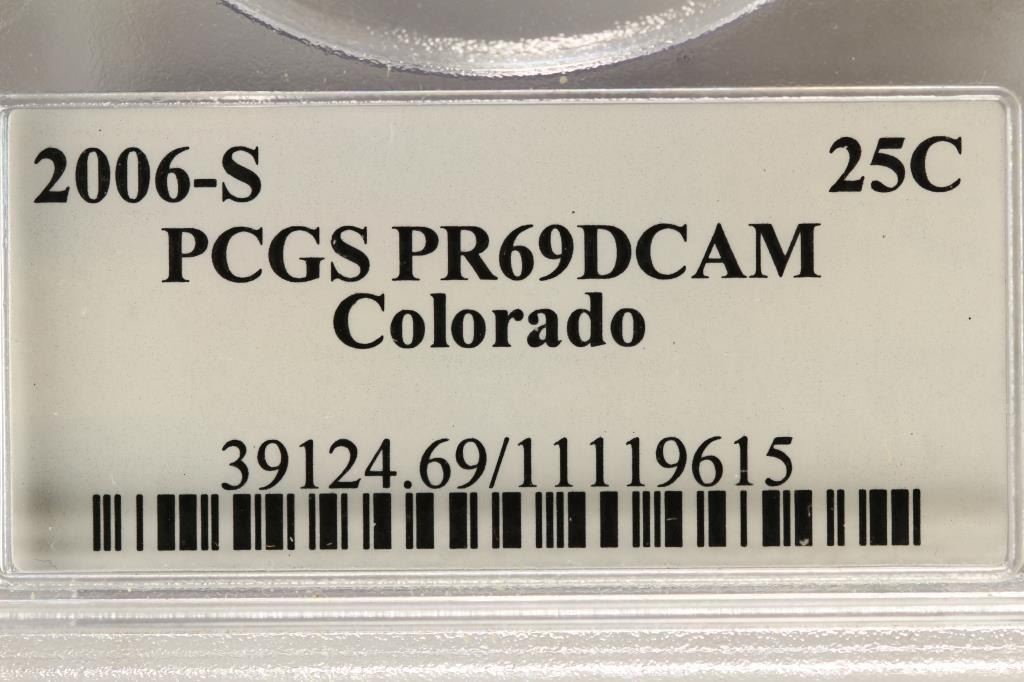 2006-S 25C
PCGS PR69DCAM
Colorado
39124.69/11119615